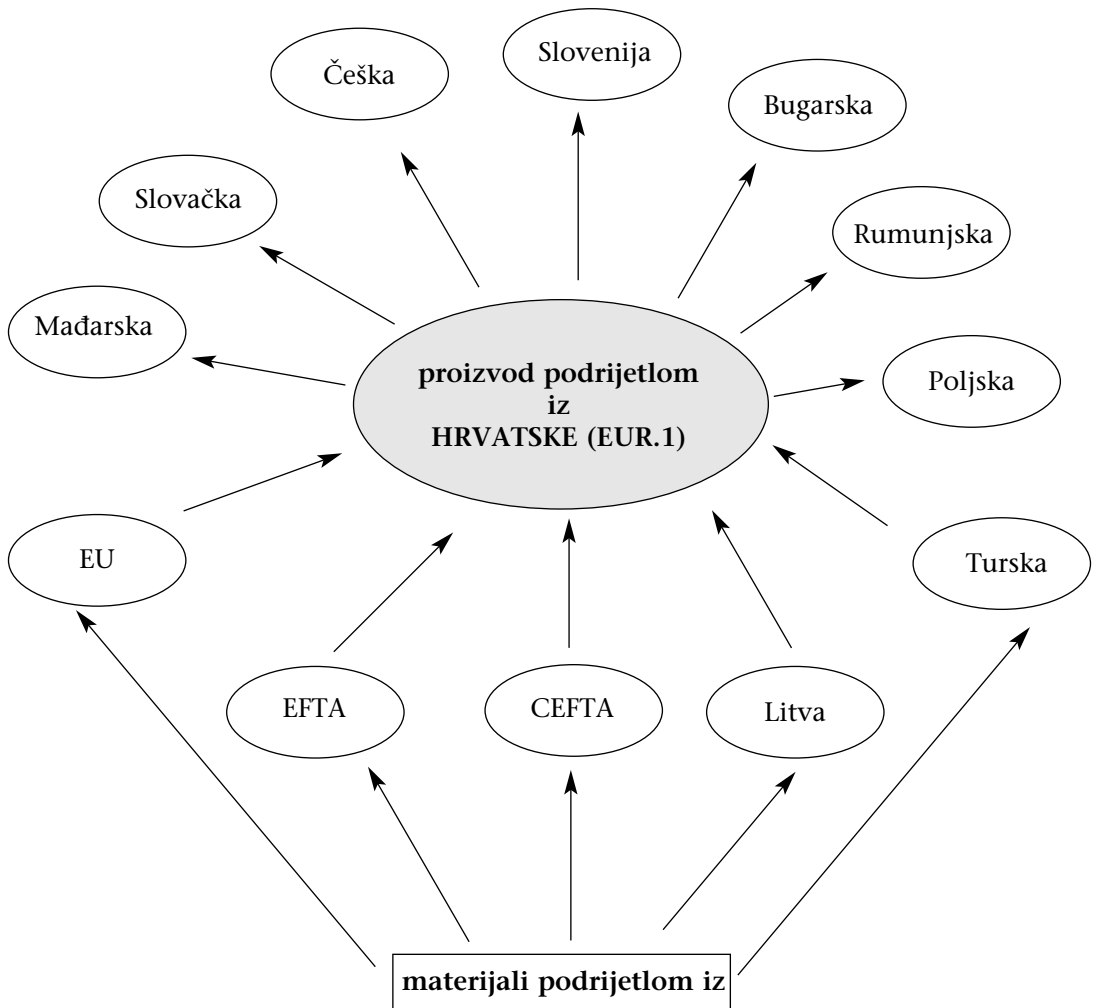 Slovenija
Češka
Bugarska
Slovačka
Rumunjska
Mađarska
Poljska
proizvod podrijetlom
iz
HRVATSKE (EUR.1)
EU
Turska
EFTA
CEFTA
Litva
materijali podrijetlom iz